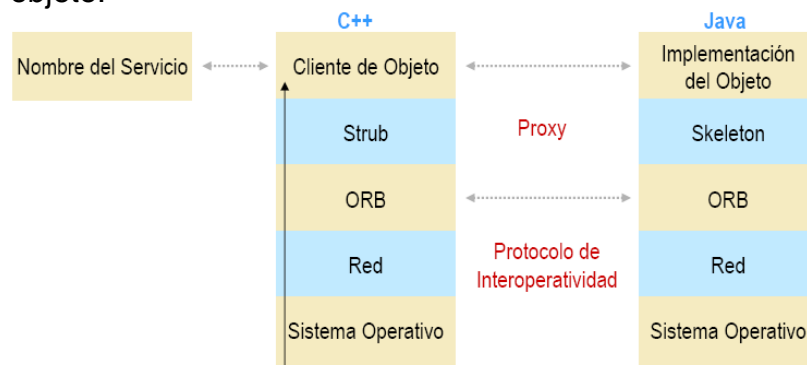 objeto.
C++
Java
Nombre del Servicio
Cliente de Objeto
Implementación
del Objeto
Strub
Proxy
Skeleton
ORB
ORB
Red
Protocolo de
Interoperatividad
Red
Sistema Operativo
Sistema Operativo